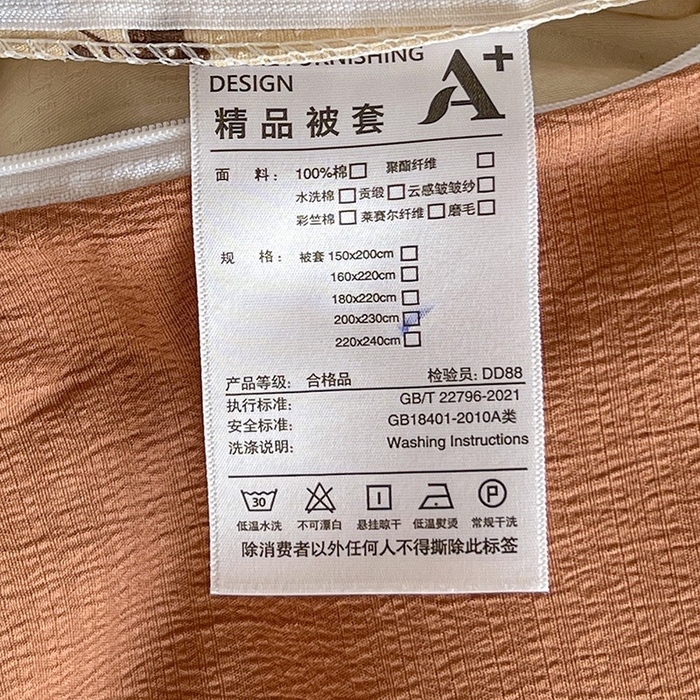 FURNISHING
DESIGN
A+
精品被套
面 料: 100%棉□ 聚酯纤维 □
水洗棉□ 贡缎□ 云感皱皱纱□
彩竺棉□ 莱赛尔纤维□ 磨毛□
规 格: 被套 150x200cm □
160x220cm □
180x220cm □
200x230cm □
220x240cm □
产品等级: 合格品 检验员: DD88
执行标准: GB/T 22796-2021
安全标准: GB18401-2010A类
洗涤说明: Washing Instructions
30 P
低温水洗 不可漂白 悬挂晾干 低温熨烫 常规干洗
除消费者以外任何人不得撕除此标签